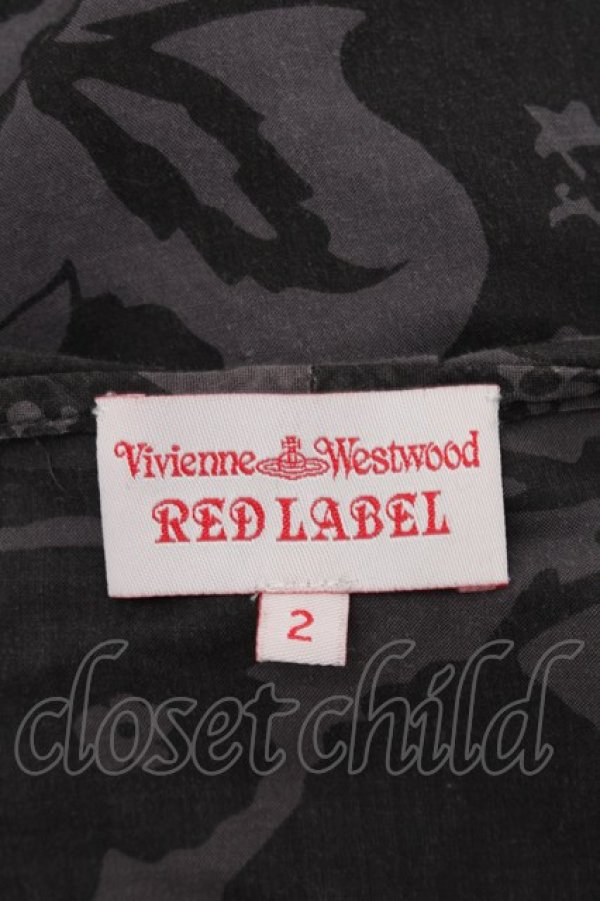 Vivienne Westwood
RED LABEL
2
closet child